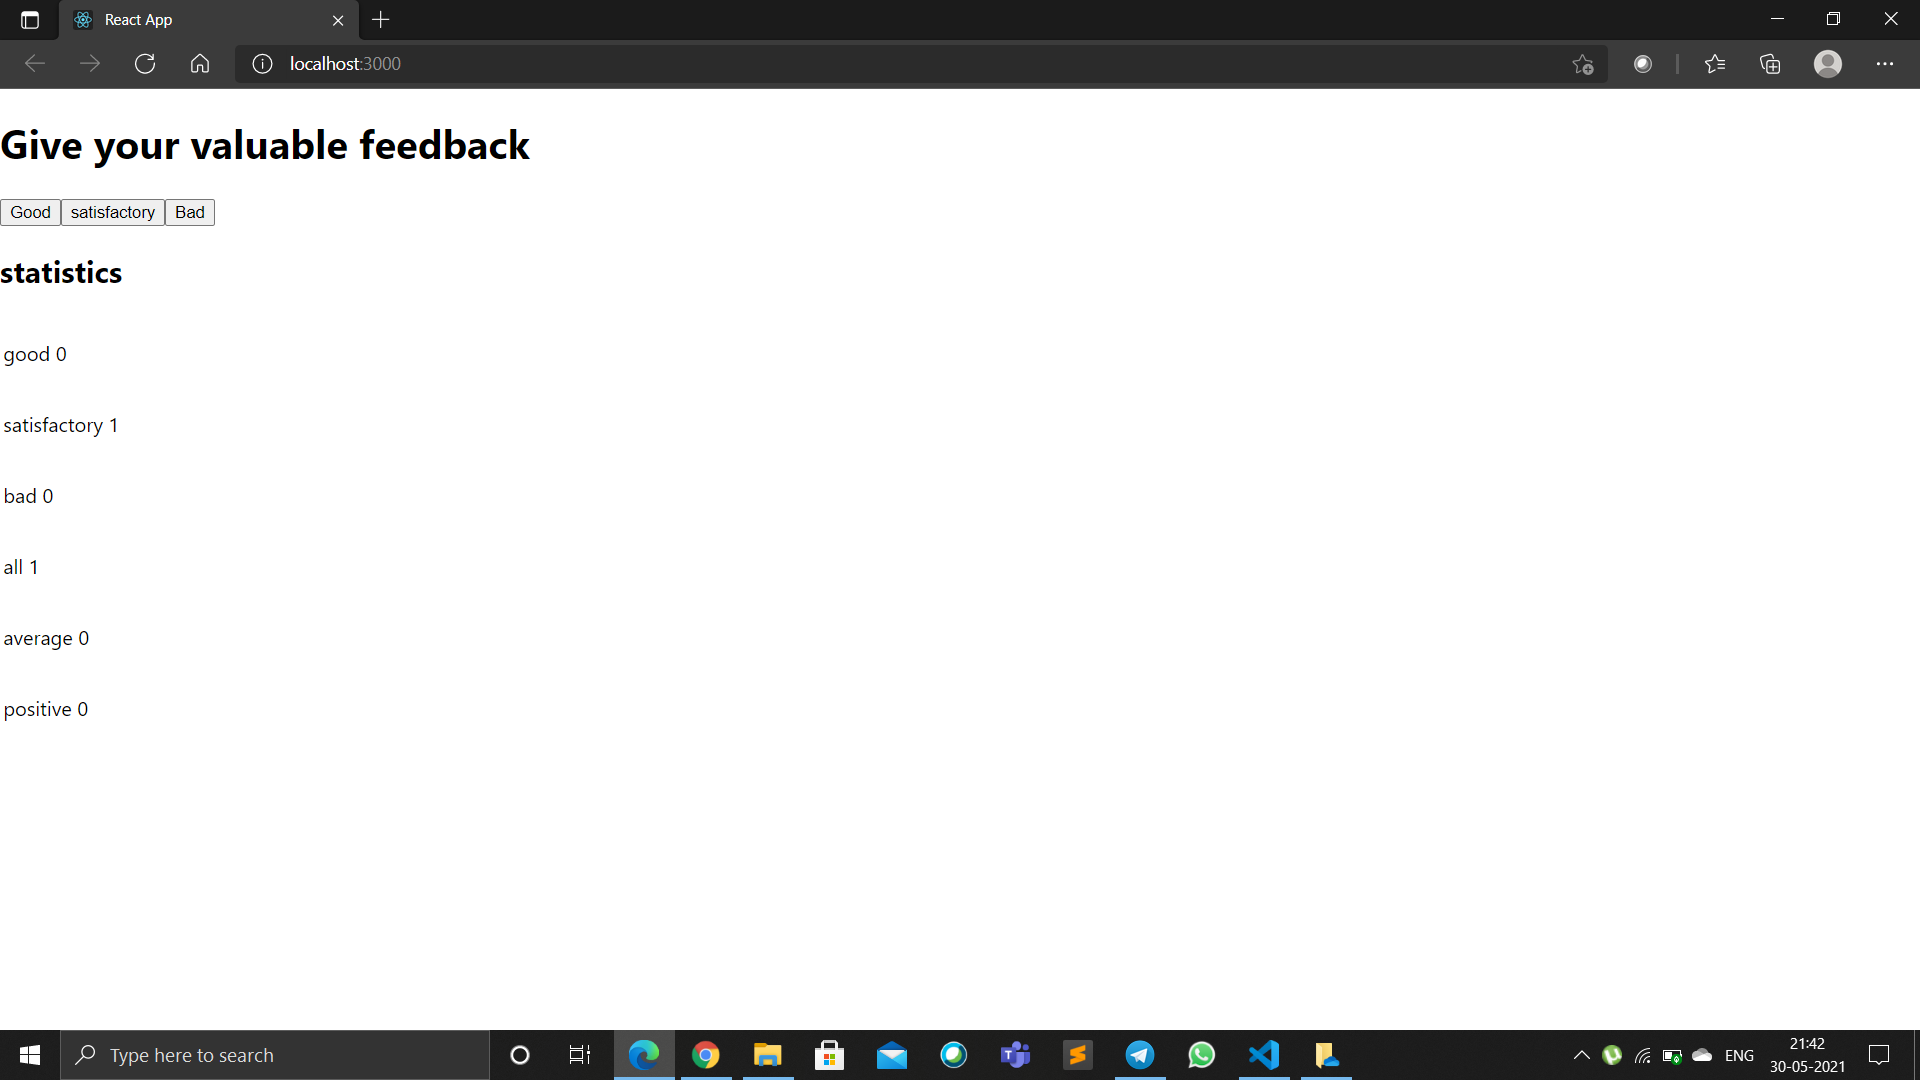 React App
localhost:3000
Give your valuable feedback
Good satisfactory Bad
statistics
good 0
satisfactory 1
bad 0
all 1
average 0
positive 0
Type here to search
ENG
21:42
30-05-2021